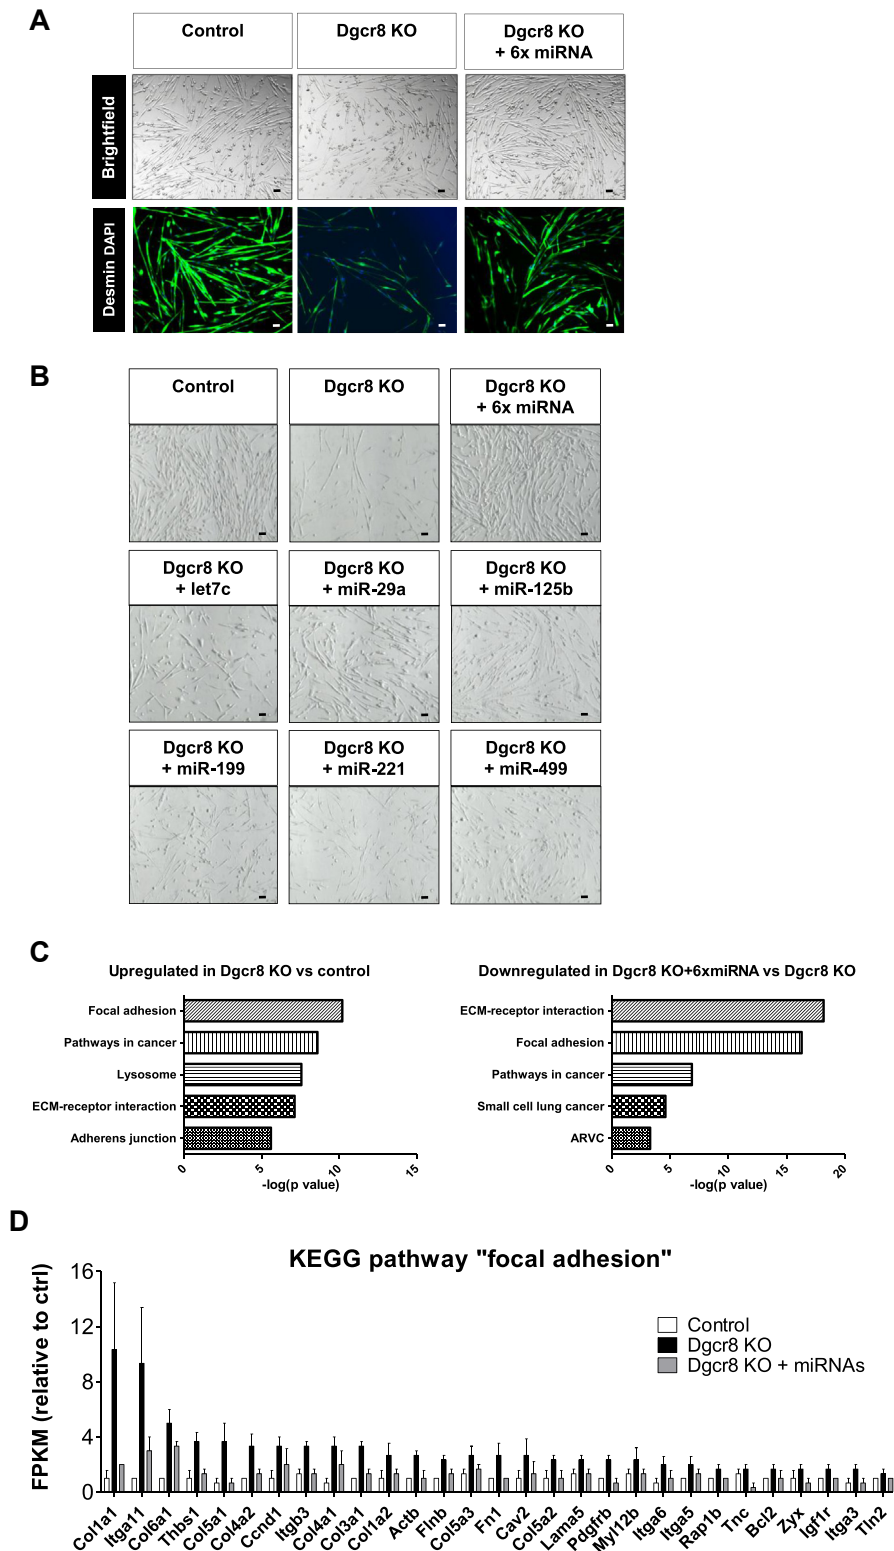 A
Control
Dgcr8 KO
Dgcr8 KO
+ 6x miRNA
Brightfield
Desmin DAPI
B
Control
Dgcr8 KO
Dgcr8 KO
+ 6x miRNA
Dgcr8 KO
+ let7c
Dgcr8 KO
+ miR-29a
Dgcr8 KO
+ miR-125b
Dgcr8 KO
+ miR-199
Dgcr8 KO
+ miR-221
Dgcr8 KO
+ miR-499
C
Upregulated in Dgcr8 KO vs control
Focal adhesion
Pathways in cancer
Lysosome
ECM-receptor interaction
Adherens junction
0
5
10
15
-log(p value)
Downregulated in Dgcr8 KO+6xmiRNA vs Dgcr8 KO
ECM-receptor interaction
Focal adhesion
Pathways in cancer
Small cell lung cancer
ARVC
0
5
10
15
20
-log(p value)
D
KEGG pathway "focal adhesion"
FPKM (relative to ctrl)
16
12
8
4
0
Control
Dgcr8 KO
Dgcr8 KO + miRNAs
Col1a1
Itga11
Col6a1
Thbs1
Col5a1
Col4a2
Ccnd1
Itgb3
Col4a1
Col3a1
Col1a2
Actb
Flnb
Col5a3
Fn1
Cav2
Col5a2
Lama5
Pdgfrb
Myl12b
Itga6
Itga5
Rap1b
Tnc
Bcl2
Zyx
Igf1r
Itga3
Tln2